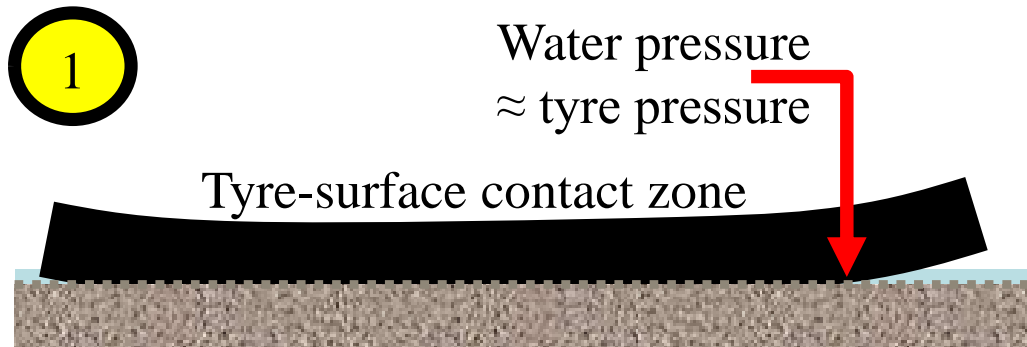 1
Water pressure
≈ tyre pressure
Tyre-surface contact zone